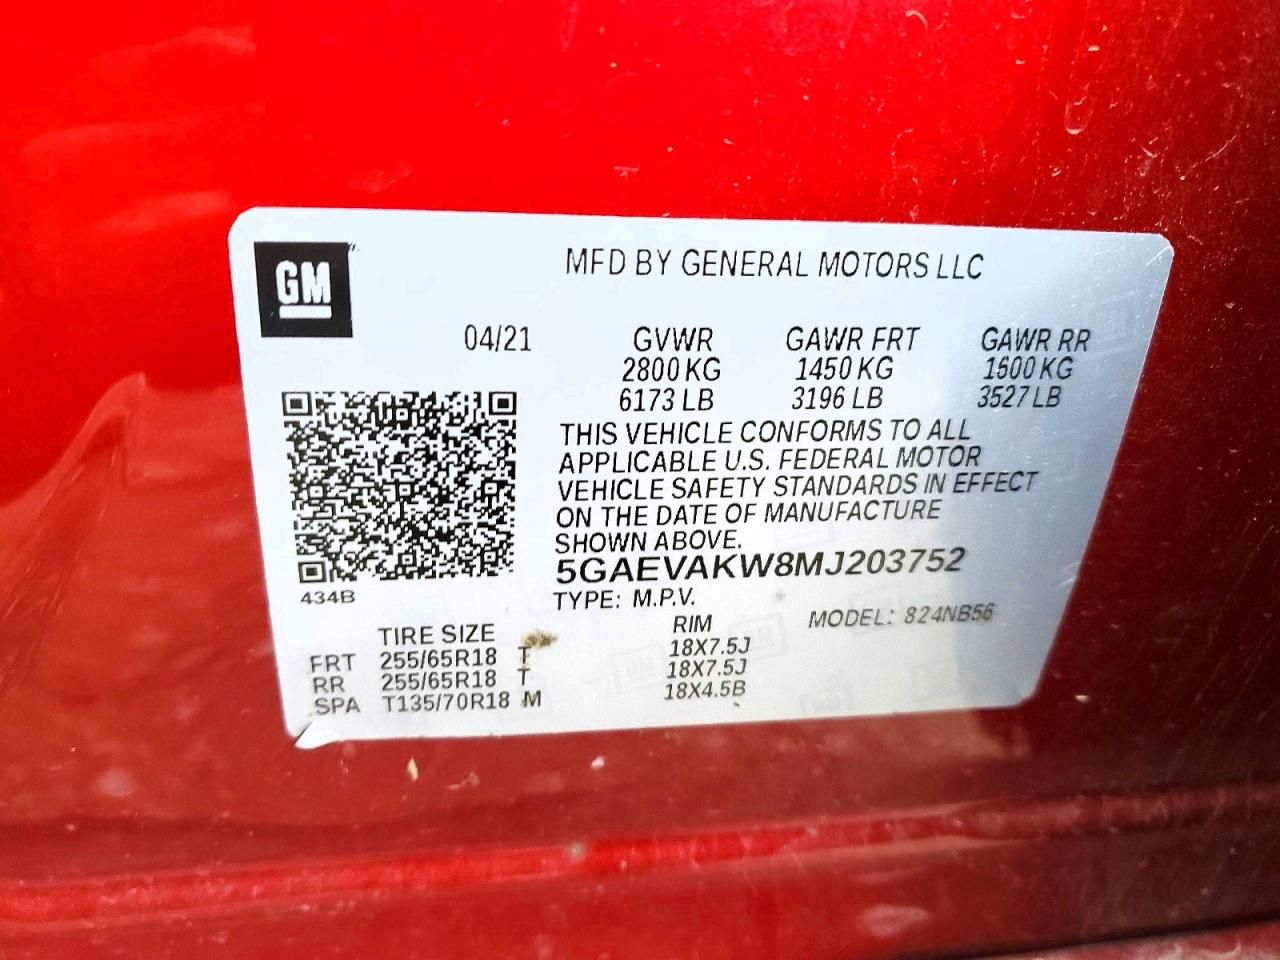 GM
MFD BY GENERAL MOTORS LLC
04/21 GVWR GAWR FRT GAWR RR
2800 KG 1450 KG 1600 KG
6173 LB 3196 LB 3527 LB
THIS VEHICLE CONFORMS TO ALL
APPLICABLE U.S. FEDERAL MOTOR
VEHICLE SAFETY STANDARDS IN EFFECT
ON THE DATE OF MANUFACTURE
SHOWN ABOVE.
5GAEVAKW8MJ203752
434B
TYPE: M.P.V. MODEL: 824NB56
TIRE SIZE RIM
FRT 255/65R18 T 18X7.5J
RR 255/65R18 T 18X7.5J
SPA T135/70R18 M 18X4.5B